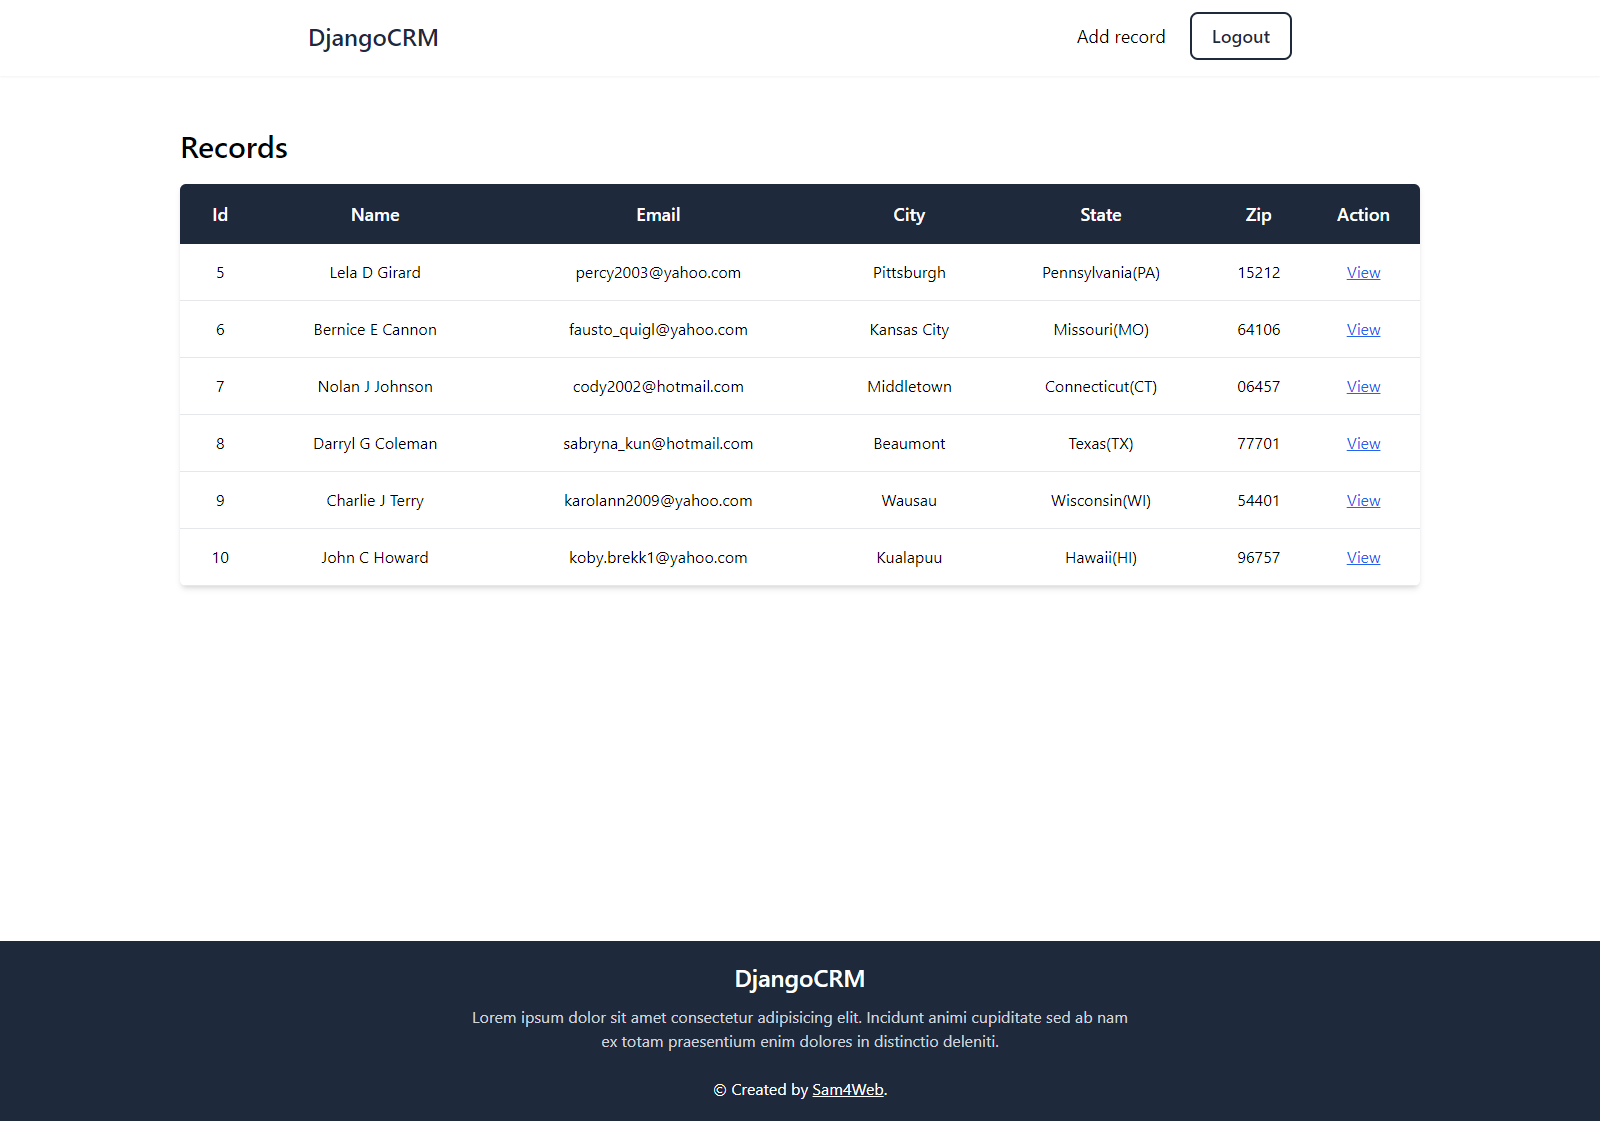 DjangoCRM Add record Logout
Records
Id Name Email City State Zip Action
5 Lela D Girard percy2003@yahoo.com Pittsburgh Pennsylvania(PA) 15212 View
6 Bernice E Cannon fausto_quigl@yahoo.com Kansas City Missouri(MO) 64106 View
7 Nolan J Johnson cody2002@hotmail.com Middletown Connecticut(CT) 06457 View
8 Darryl G Coleman sabryna_kun@hotmail.com Beaumont Texas(TX) 77701 View
9 Charlie J Terry karolann2009@yahoo.com Wausau Wisconsin(WI) 54401 View
10 John C Howard koby.brekk1@yahoo.com Kualapuu Hawaii(HI) 96757 View
DjangoCRM
Lorem ipsum dolor sit amet consectetur adipisicing elit. Incidunt animi cupiditate sed ab nam
ex totam praesentium enim dolores in distinctio deleniti.
© Created by Sam4Web.